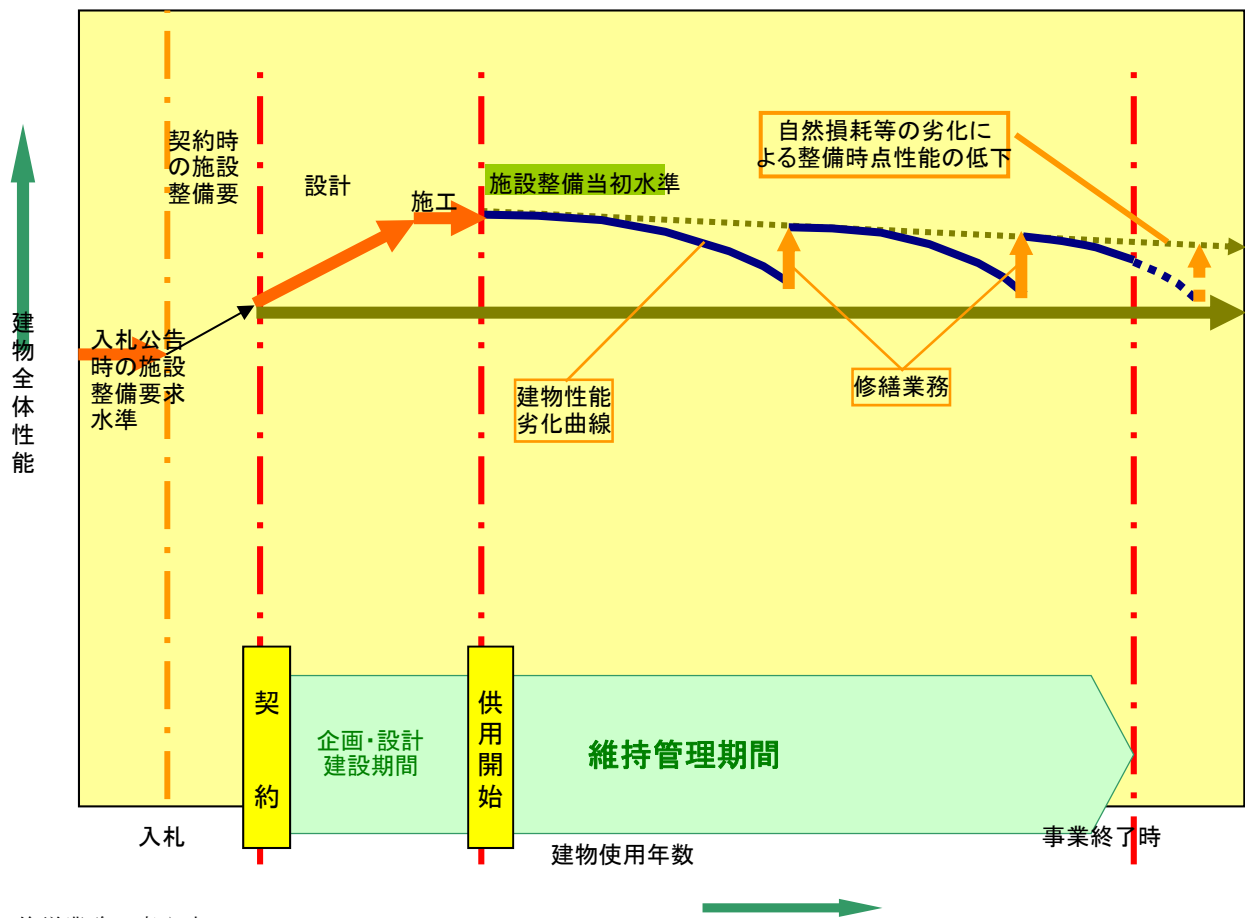 契約時
の施設
整備要
設計
施工
施設整備当初水準
自然損耗等の劣化に
よる整備時点性能の低下
建物全体性能
入札公告
時の施設
整備要求
水準
建物性能
劣化曲線
修繕業務
契約
企画・設計
建設期間
供用開始
維持管理期間
入札
建物使用年数
事業終了時